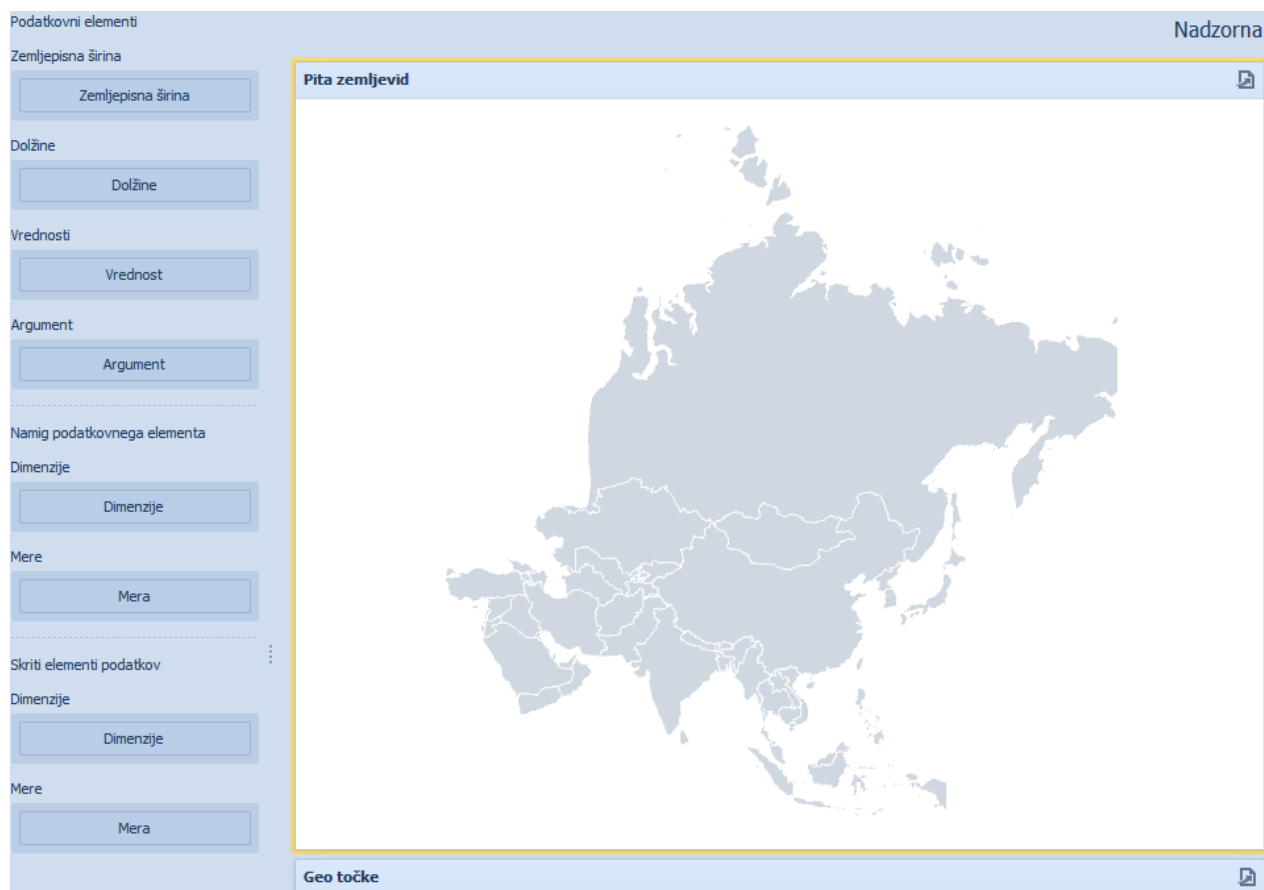 Podatkovni elementi
Nadzorna
Zemljepisna širina
Zemljepisna širina
Dolžine
Dolžine
Vrednosti
Vrednost
Argument
Argument
Namig podatkovnega elementa
Dimenzije
Dimenzije
Mere
Mera
Skriti elementi podatkov
Dimenzije
Dimenzije
Mere
Mera
Pita zemljevid
Geo točke